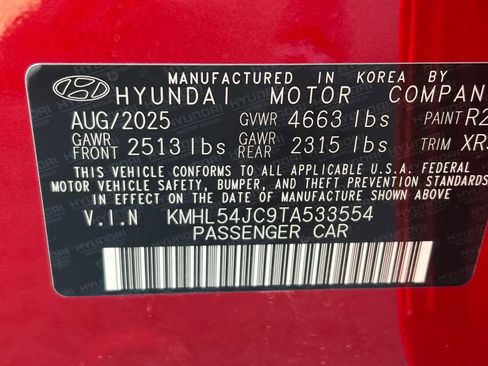 MANUFACTURED IN KOREA BY
HYUNDAI MOTOR COMPAN
AUG/2025 GVWR 4663 lbs PAINT R2
GAWR FRONT 2513 lbs GAWR REAR 2315 lbs TRIM XR
THIS VEHICLE CONFORMS TO ALL APPLICABLE U.S.A. FEDERAL
MOTOR VEHICLE SAFETY, BUMPER, AND THEFT PREVENTION STANDARDS
IN EFFECT ON THE DATE OF MANUFACTURE SHOWN ABOVE.
V.I.N KMHL54JC9TA533554
PASSENGER CAR